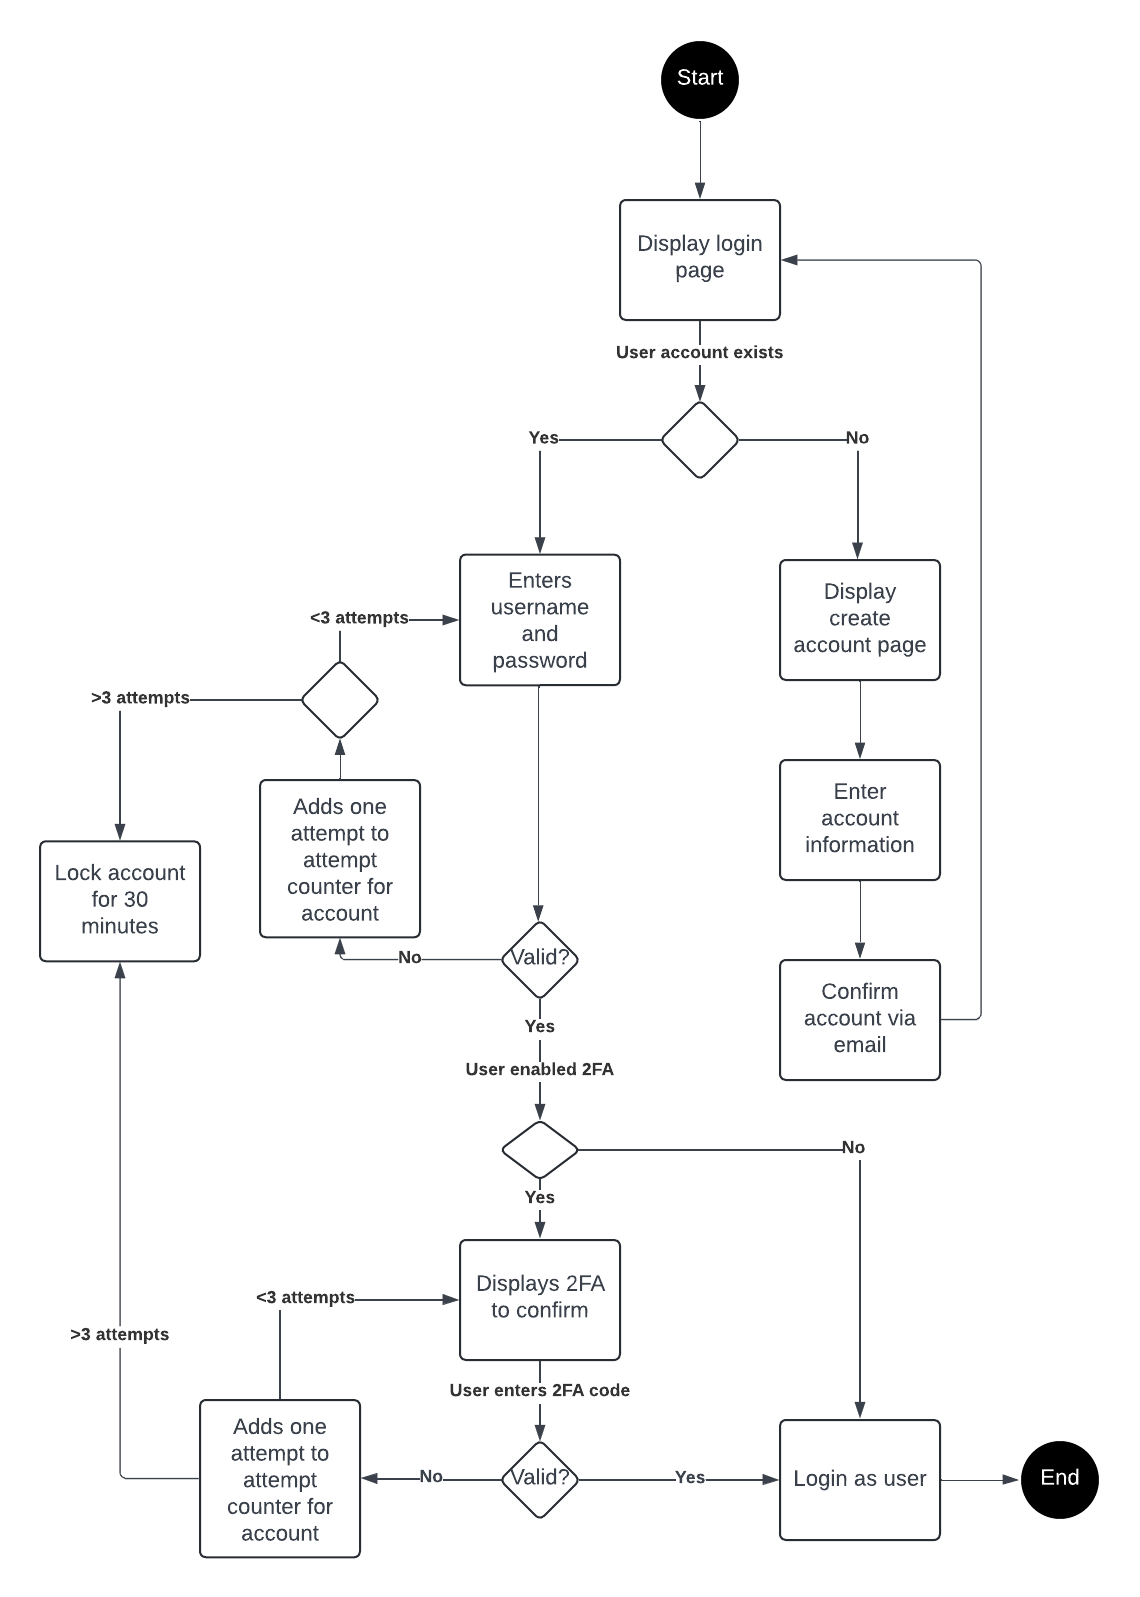 Start
Display login
page
User account exists
Yes
No
Enters
username
and
password
Display
create
account page
<3 attempts
>3 attempts
Adds one
attempt to
attempt
counter for
account
Enter
account
information
Lock account
for 30
minutes
No
Valid?
Confirm
account via
email
Yes
User enabled 2FA
No
Yes
Displays 2FA
to confirm
<3 attempts
>3 attempts
User enters 2FA code
Adds one
attempt to
attempt
counter for
account
No
Valid?
Yes
Login as user
End